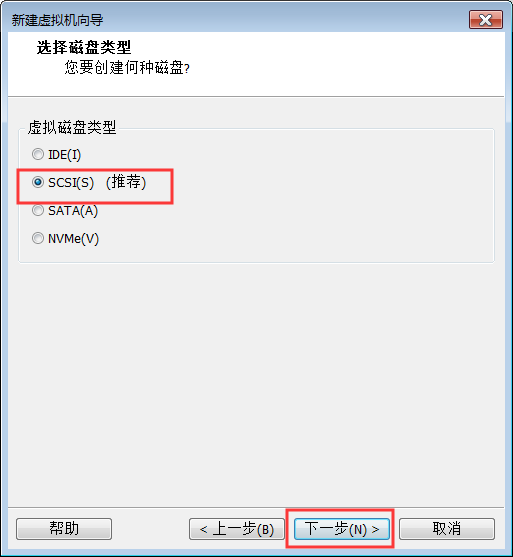 新建虚拟机向导
选择磁盘类型
您要创建何种磁盘?
虚拟磁盘类型
IDE(I)
SCSI(S) (推荐)
SATA(A)
NVMe(V)
帮助 < 上一步(B) 下一步(N) > 取消